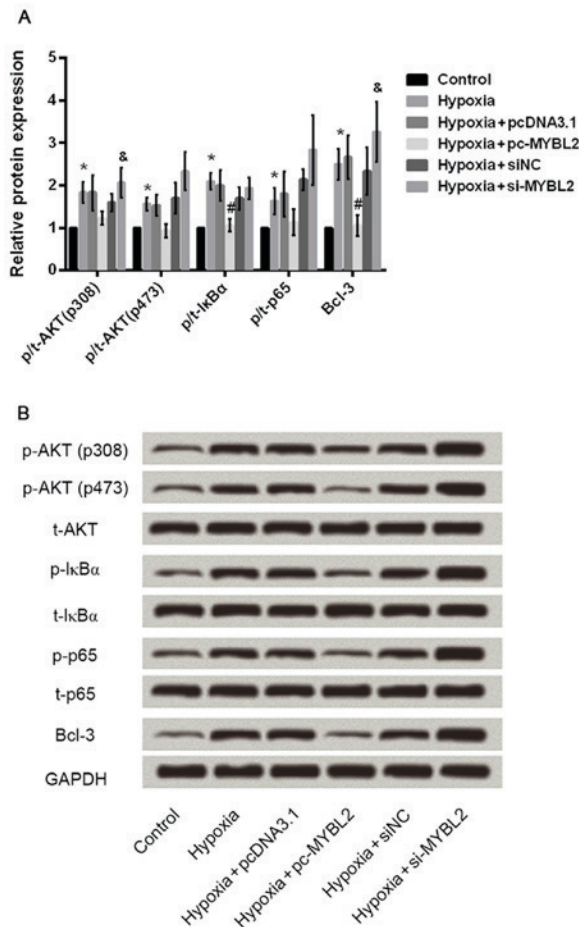 A
Relative protein expression
5
4
3
2
1
0
* & * * # * * # &
p/t-AKT(p308)
p/t-AKT(p473)
p/t-IκBα
p/t-p65
Bcl-3
Control
Hypoxia
Hypoxia+pcDNA3.1
Hypoxia+pc-MYBL2
Hypoxia+siNC
Hypoxia+si-MYBL2
B
p-AKT (p308)
p-AKT (p473)
t-AKT
p-IκBα
t-IκBα
p-p65
t-p65
Bcl-3
GAPDH
Control
Hypoxia
Hypoxia+pcDNA3.1
Hypoxia+pc-MYBL2
Hypoxia+siNC
Hypoxia+si-MYBL2